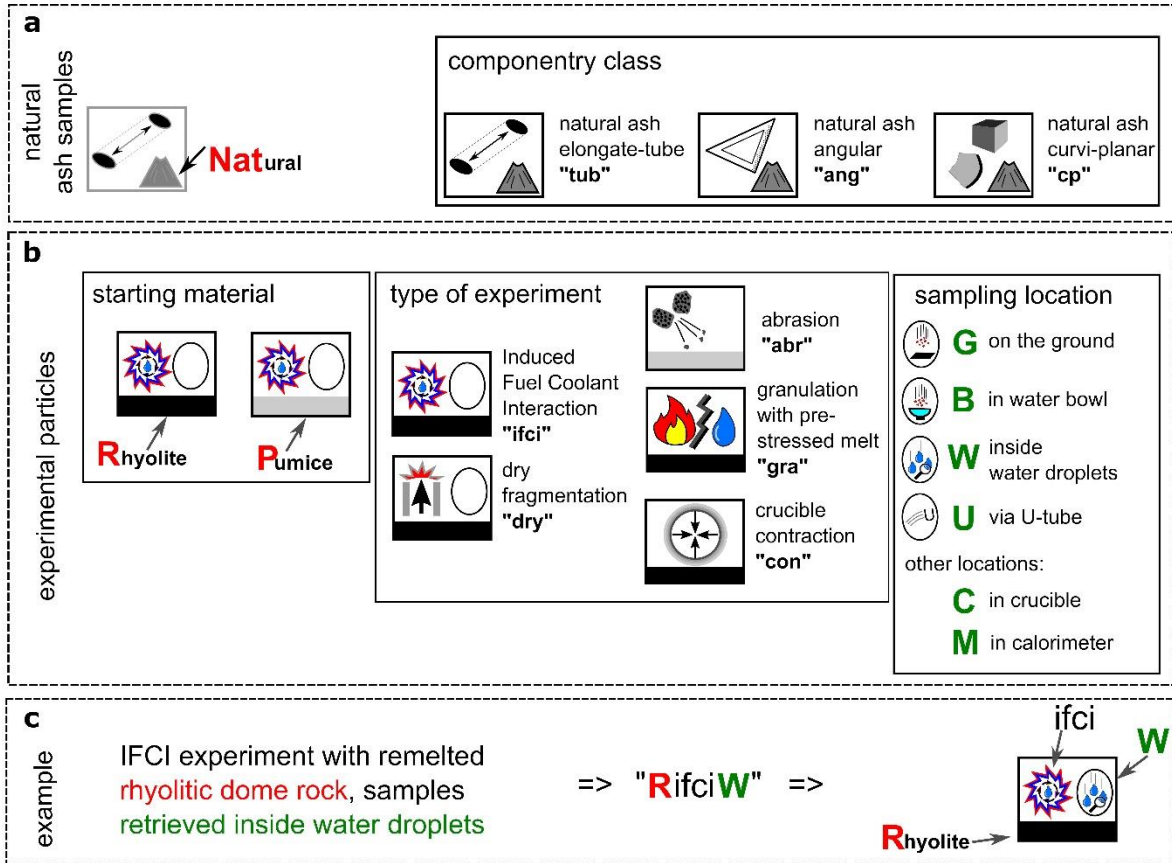 a
natural
ash samples
Natural
componentry class
natural ash
elongate-tube
"tub"
natural ash
angular
"ang"
natural ash
curvi-planar
"cp"
b
experimental particles
starting material
Rhyolite
Pumice
type of experiment
Induced
Fuel Coolant
Interaction
"ifci"
dry
fragmentation
"dry"
abrasion
"abr"
granulation
with pre-
stressed melt
"gra"
crucible
contraction
"con"
sampling location
G on the ground
B in water bowl
W inside
water droplets
U via U-tube
other locations:
C in crucible
M in calorimeter
c
example
IFCI experiment with remelted
rhyolitic dome rock, samples
retrieved inside water droplets
=> "RifciW" =>
ifci
W
Rhyolite